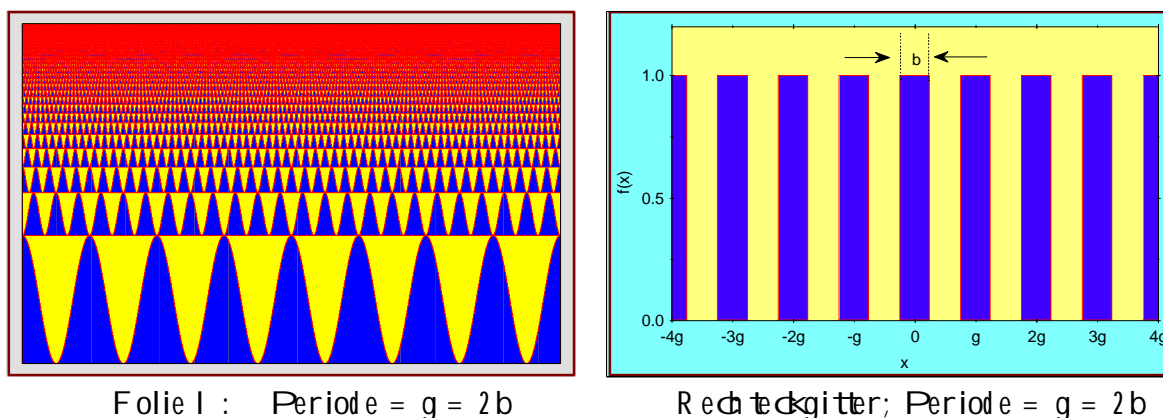 b
1.0
0.5
0.0
f(x)
-4g -3g -2g -g 0 g 2g 3g 4g
x
Folie I : Periode = g = 2b
Rechteckgitter; Periode = g = 2b